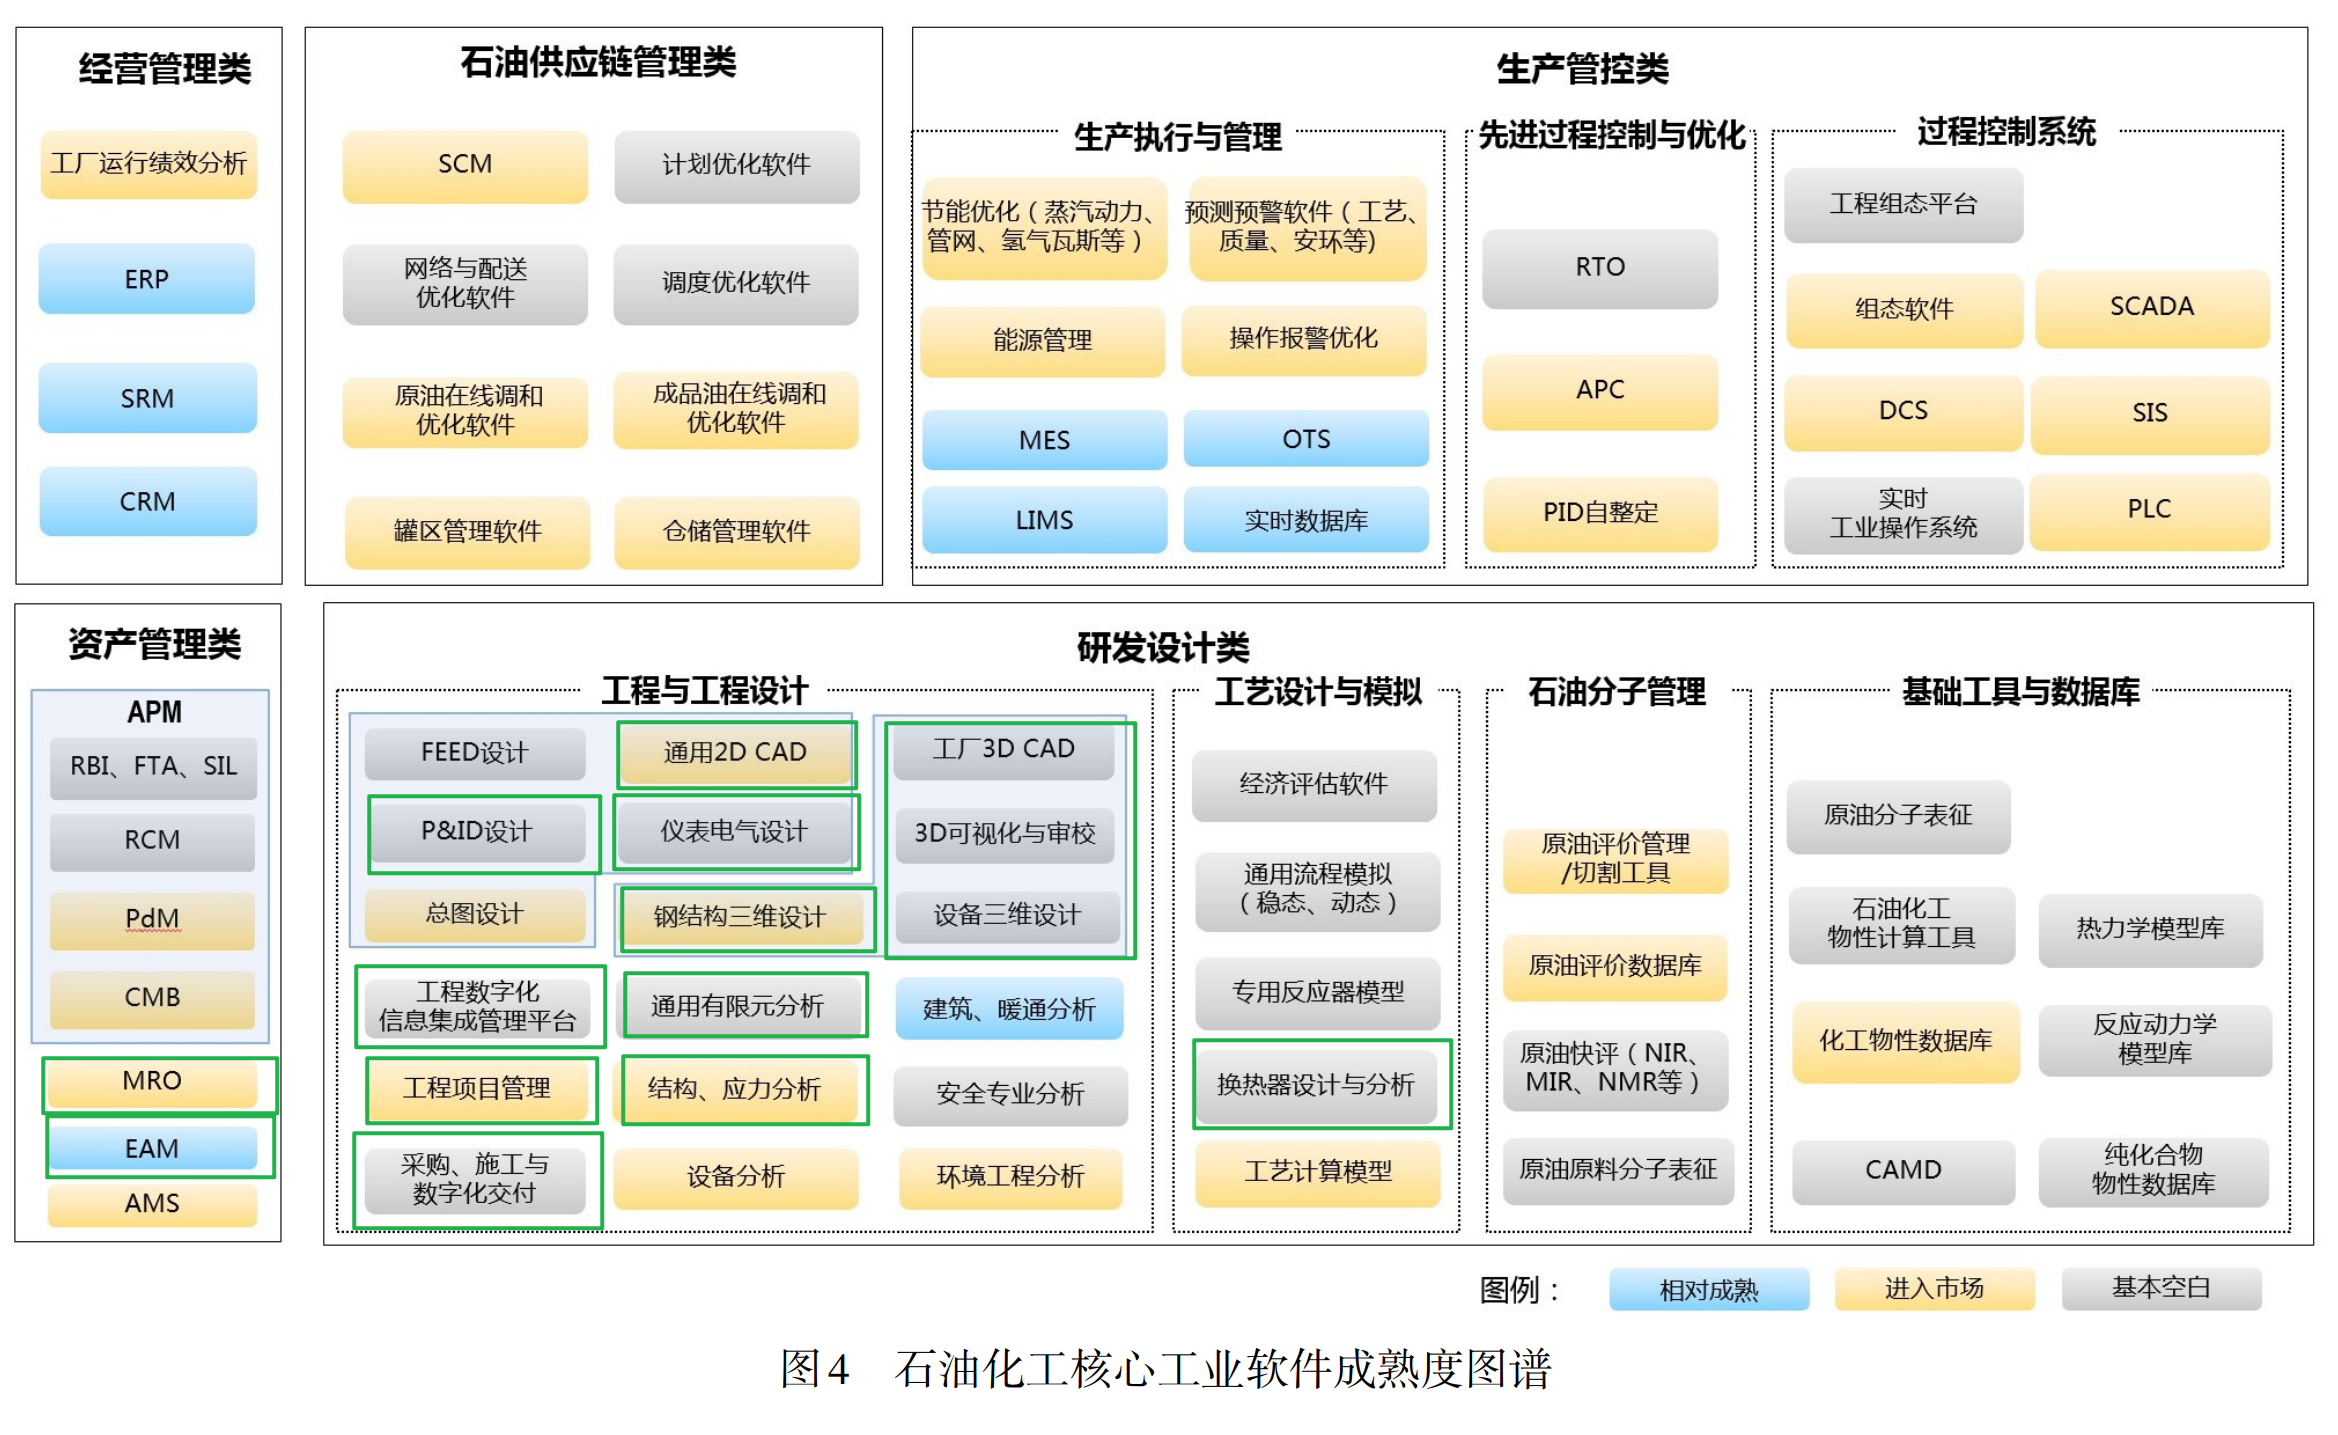 经营管理类
工厂运行绩效分析
ERP
SRM
CRM
石油供应链管理类
SCM
计划优化软件
网络与配送
优化软件
调度优化软件
原油在线调和
优化软件
成品油在线调和
优化软件
罐区管理软件
仓储管理软件
生产管控类
生产执行与管理
节能优化（蒸汽动力、
管网、氢气瓦斯等）
预测预警软件（工艺、
质量、安环等)
能源管理
操作报警优化
MES
OTS
LIMS
实时数据库
先进过程控制与优化
RTO
APC
PID自整定
过程控制系统
工程组态平台
组态软件
SCADA
DCS
SIS
实时
工业操作系统
PLC
资产管理类
APM
RBI、FTA、SIL
RCM
PdM
CMB
MRO
EAM
AMS
研发设计类
工程与工程设计
FEED设计
通用2D CAD
工厂3D CAD
P&ID设计
仪表电气设计
3D可视化与审校
总图设计
钢结构三维设计
设备三维设计
工程数字化
信息集成管理平台
通用有限元分析
建筑、暖通分析
工程项目管理
结构、应力分析
安全专业分析
采购、施工与
数字化交付
设备分析
环境工程分析
工艺设计与模拟
经济评估软件
通用流程模拟
（稳态、动态）
专用反应器模型
换热器设计与分析
工艺计算模型
石油分子管理
原油评价管理
/切割工具
原油评价数据库
原油快评（NIR、
MIR、NMR等）
原油原料分子表征
基础工具与数据库
原油分子表征
石油化工
物性计算工具
热力学模型库
化工物性数据库
反应动力学
模型库
CAMD
纯化合物
物性数据库
图例：
相对成熟
进入市场
基本空白
图4 石油化工核心工业软件成熟度图谱